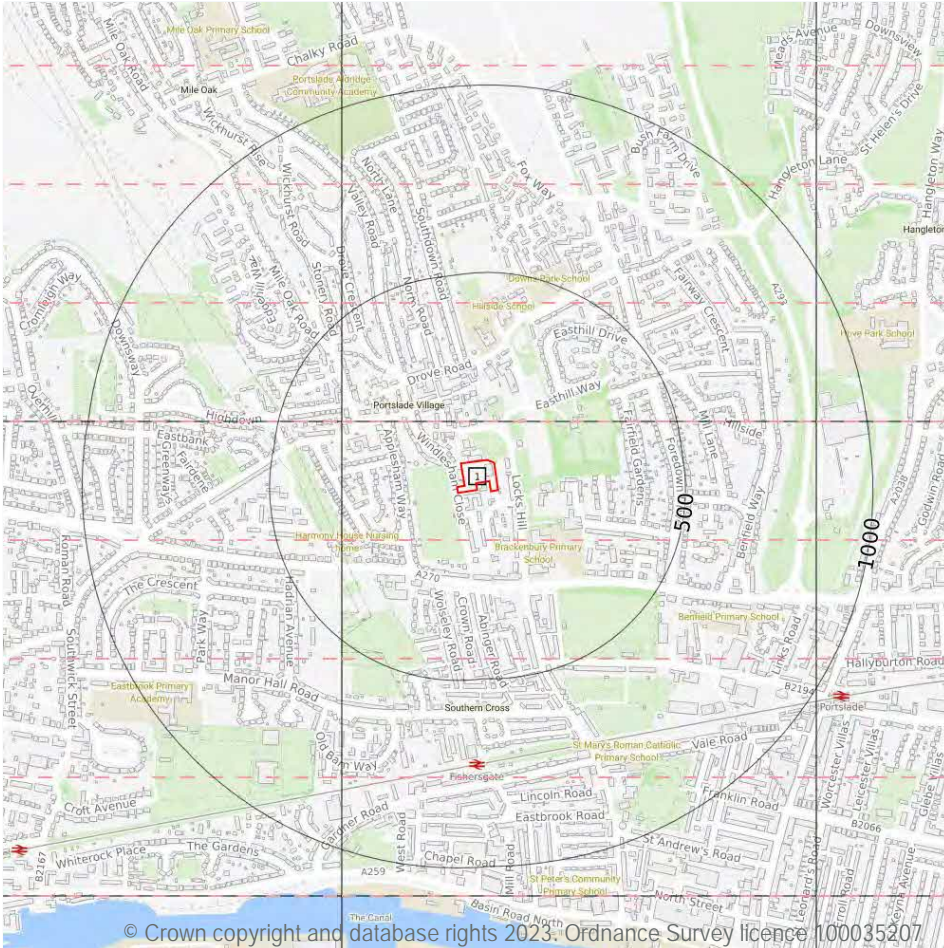 Mile Oak Primary School
Mile Oak Road
Chalky Road
Meads Avenue
Downsview
Portslade Aldridge
Community Academy
Mile Oak
St Helen's Drive
Wickhurst Rise
Bush Farm Drive
Hangleton Way
Hangleton Lane
Fox Way
North Lane
Valley Road
Wickhurst Road
Southdown Road
Hangleton
Drove Crescent
Stonery Road
Mile Oak Road
North Road
Downs Park School
Cromleigh Way
Hillside School
Fairway Crescent
A293
Downsway
Easthill Drive
Hove Park School
Drove Road
Overhill
Easthill Way
Portslade Village
Highdown
Mill Lane
Hillside
Eastbank
Greenways
Fairlene
Applesham Way
Windlesham Close
1
Locks Hill
Fairfield Gardens
Foredown
A2038
Godwin Road
500
1000
Benfield Way
Roman Road
Harmony House Nursing
home
Brackenbury Primary
School
A270
The Crescent
Hadrian Avenue
Park Way
Wolseley Road
Crown Road
Abinger Road
Benfield Primary School
Links Road
Southwick Street
Manor Hall Road
Hallyburton Road
B2194
Eastbrook Primary
Academy
Portslade
Southern Cross
Old Barn Way
St Mary's Roman Catholic
Primary School
Vale Road
Fishersgate
Worcester Villas
Leicester Villas
Glebe Villas
Lincoln Road
Franklin Road
Croft Avenue
Gardner Road
Eastbrook Road
B2066
West Road
St Andrew's Road
Whiterock Place
The Gardens
B2167
Chapel Road
Mill Road
A259
St Peter's Community
Primary School
North Street
The Canal
Basin Road North
© Crown copyright and database rights 2023. Ordnance Survey licence 100035207